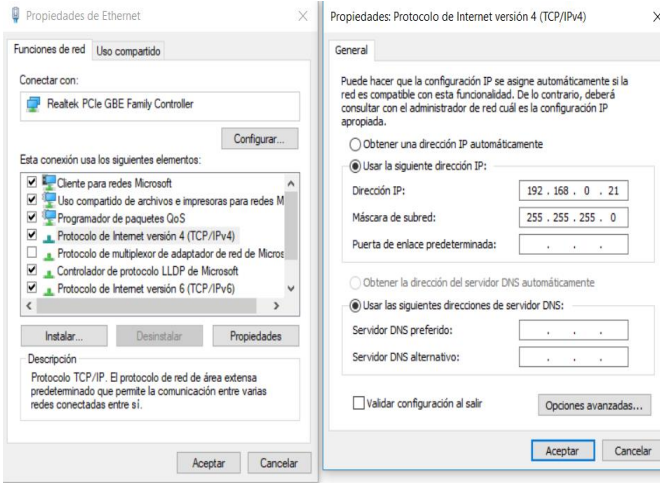 Propiedades de Ethernet
Funciones de red
Uso compartido
Conectar con:
Realtek PCIe GBE Family Controller
Configurar...
Esta conexión usa los siguientes elementos:
Cliente para redes Microsoft
Uso compartido de archivos e impresoras para redes M
Programador de paquetes QoS
Protocolo de Internet versión 4 (TCP/IPv4)
Protocolo de multiplexor de adaptador de red de Micros
Controlador de protocolo LLDP de Microsoft
Protocolo de Internet versión 6 (TCP/IPv6)
Instalar...
Desinstalar
Propiedades
Descripción
Protocolo TCP/IP. El protocolo de red de área extensa
predeterminado que permite la comunicación entre varias
redes conectadas entre sí.
Aceptar
Cancelar
Propiedades: Protocolo de Internet versión 4 (TCP/IPv4)
General
Puede hacer que la configuración IP se asigne automáticamente si la
red es compatible con esta funcionalidad. De lo contrario, deberá
consultar con el administrador de red cuál es la configuración IP
apropiada.
Obtener una dirección IP automáticamente
Usar la siguiente dirección IP:
Dirección IP: 192 . 168 . 0 . 21
Máscara de subred: 255 . 255 . 255 . 0
Puerta de enlace predeterminada: . . .
Obtener la dirección del servidor DNS automáticamente
Usar las siguientes direcciones de servidor DNS:
Servidor DNS preferido: . . .
Servidor DNS alternativo: . . .
Validar configuración al salir
Opciones avanzadas...
Aceptar
Cancelar